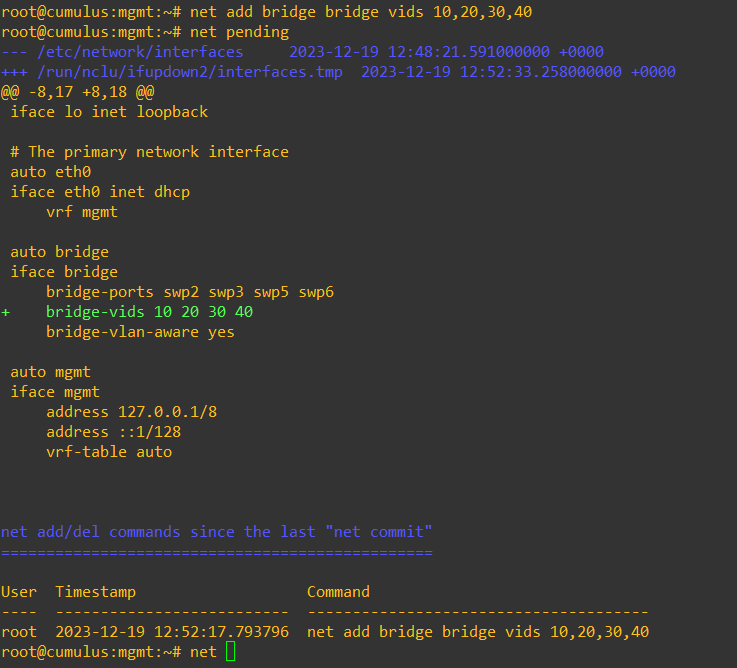 root@cumulus:mgmt:~# net add bridge bridge vids 10,20,30,40
root@cumulus:mgmt:~# net pending
--- /etc/network/interfaces     2023-12-19 12:48:21.591000000 +0000
+++ /run/nclu/ifupdown2/interfaces.tmp  2023-12-19 12:52:33.258000000 +0000
@@ -8,17 +8,18 @@
 iface lo inet loopback

 # The primary network interface
 auto eth0
 iface eth0 inet dhcp
     vrf mgmt

 auto bridge
 iface bridge
     bridge-ports swp2 swp3 swp5 swp6
+    bridge-vids 10 20 30 40
     bridge-vlan-aware yes

 auto mgmt
 iface mgmt
     address 127.0.0.1/8
     address ::1/128
     vrf-table auto

net add/del commands since the last "net commit"
================================================

User  Timestamp                   Command
----  --------------------------  --------------------------------------
root  2023-12-19 12:52:17.793796  net add bridge bridge vids 10,20,30,40
root@cumulus:mgmt:~# net